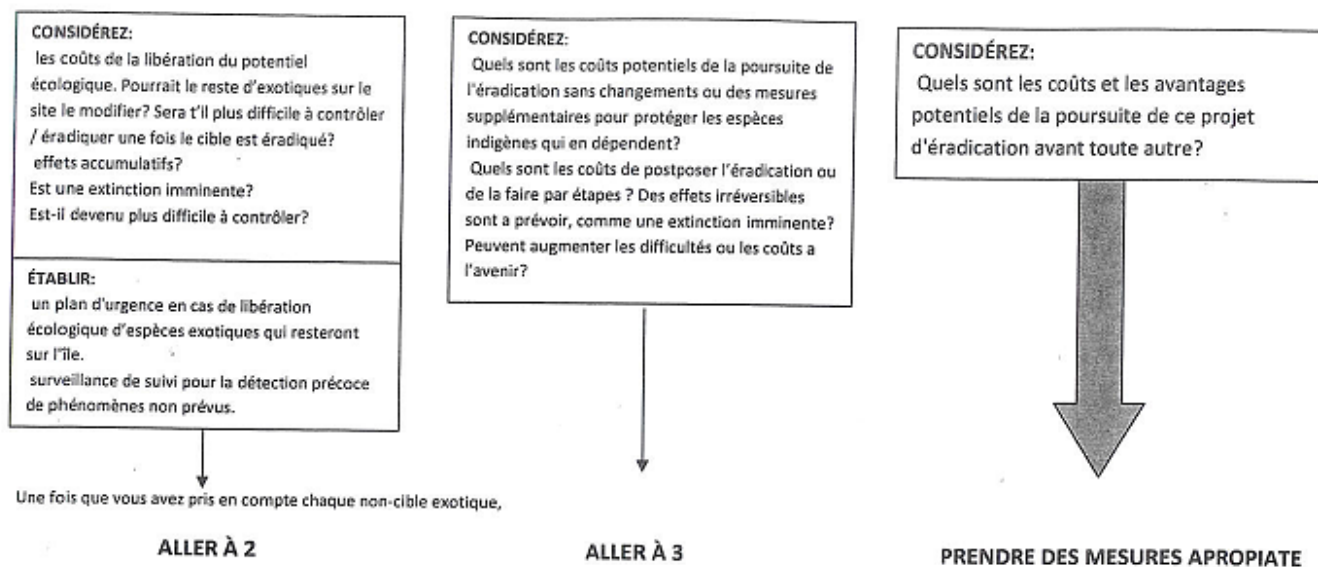 CONSIDÉREZ:
les coûts de la libération du potentiel
écologique. Pourrait le reste d'exotiques sur le
site le modifier? Sera t'il plus difficile à contrôler
/ éradiquer une fois le cible est éradiqué?
effets accumulatifs?
Est une extinction imminente?
Est-il devenu plus difficile à contrôler?
ÉTABLIR:
un plan d'urgence en cas de libération
écologique d'espèces exotiques qui resteront
sur l'île.
surveillance de suivi pour la détection précoce
de phénomènes non prévus.
Une fois que vous avez pris en compte chaque non-cible exotique,
ALLER À 2
CONSIDÉREZ:
Quels sont les coûts potentiels de la poursuite de
l'éradication sans changements ou des mesures
supplémentaires pour protéger les espèces
indigènes qui en dépendent?
Quels sont les coûts de postposer l'éradication ou
de la faire par étapes ? Des effets irréversibles
sont a prévoir, comme une extinction imminente?
Peuvent augmenter les difficultés ou les coûts a
l'avenir?
ALLER À 3
CONSIDÉREZ:
Quels sont les coûts et les avantages
potentiels de la poursuite de ce projet
d'éradication avant toute autre?
PRENDRE DES MESURES APROPIATE